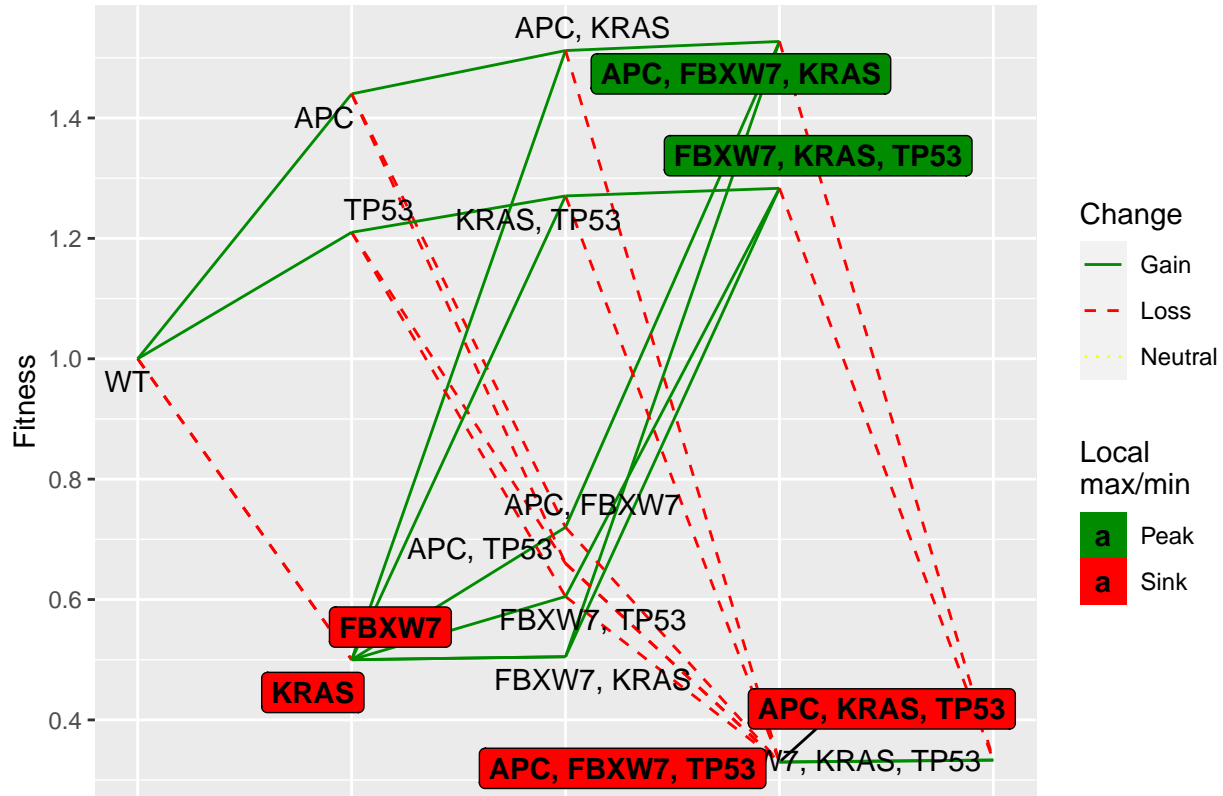 APC, KRAS
APC, FBXW7, KRAS
1.4
APC
FBXW7, KRAS, TP53
TP53
KRAS, TP53
1.2
1.0
WT
Fitness
0.8
APC, FBXW7
APC, TP53
0.6
FBXW7
FBXW7, TP53
FBXW7, KRAS
KRAS
0.4
APC, KRAS, TP53
APC, FBXW7, TP53
7, KRAS, TP53
Change
Gain
Loss
Neutral
Local
max/min
a Peak
a Sink